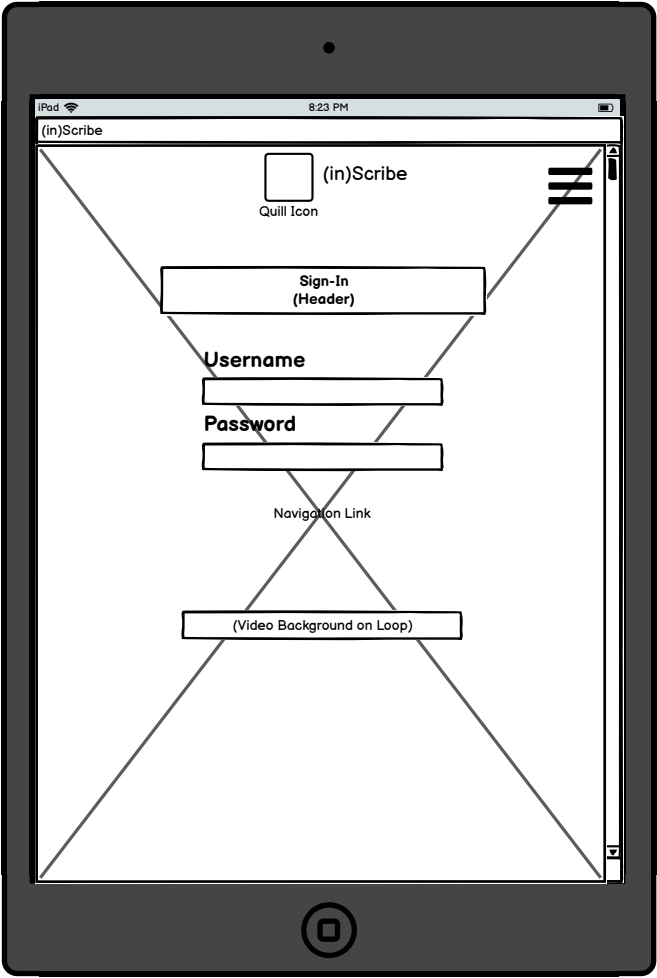 iPad 8:23 PM
(in)Scribe
(in)Scribe
Quill Icon
Sign-In
(Header)
Username
Password
Navigation Link
(Video Background on Loop)